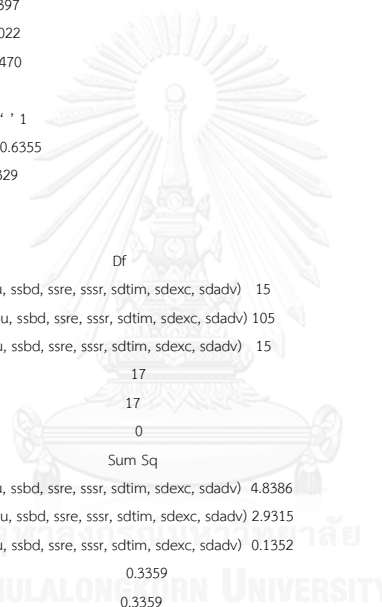 397
022
470
‘ ’ 1
0.6355
329
Df
u, ssbd, ssre, sssr, sdtim, sdexc, sdadv) 15
u, ssbd, ssre, sssr, sdtim, sdexc, sdadv) 105
u, ssbd, ssre, sssr, sdtim, sdexc, sdadv) 15
17
17
0
Sum Sq
u, ssbd, ssre, sssr, sdtim, sdexc, sdadv) 4.8386
u, ssbd, ssre, sssr, sdtim, sdexc, sdadv) 2.9315
u, ssbd, ssre, sssr, sdtim, sdexc, sdadv) 0.1352
0.3359
ULALONGKORN UNIVERSITY
0.3359